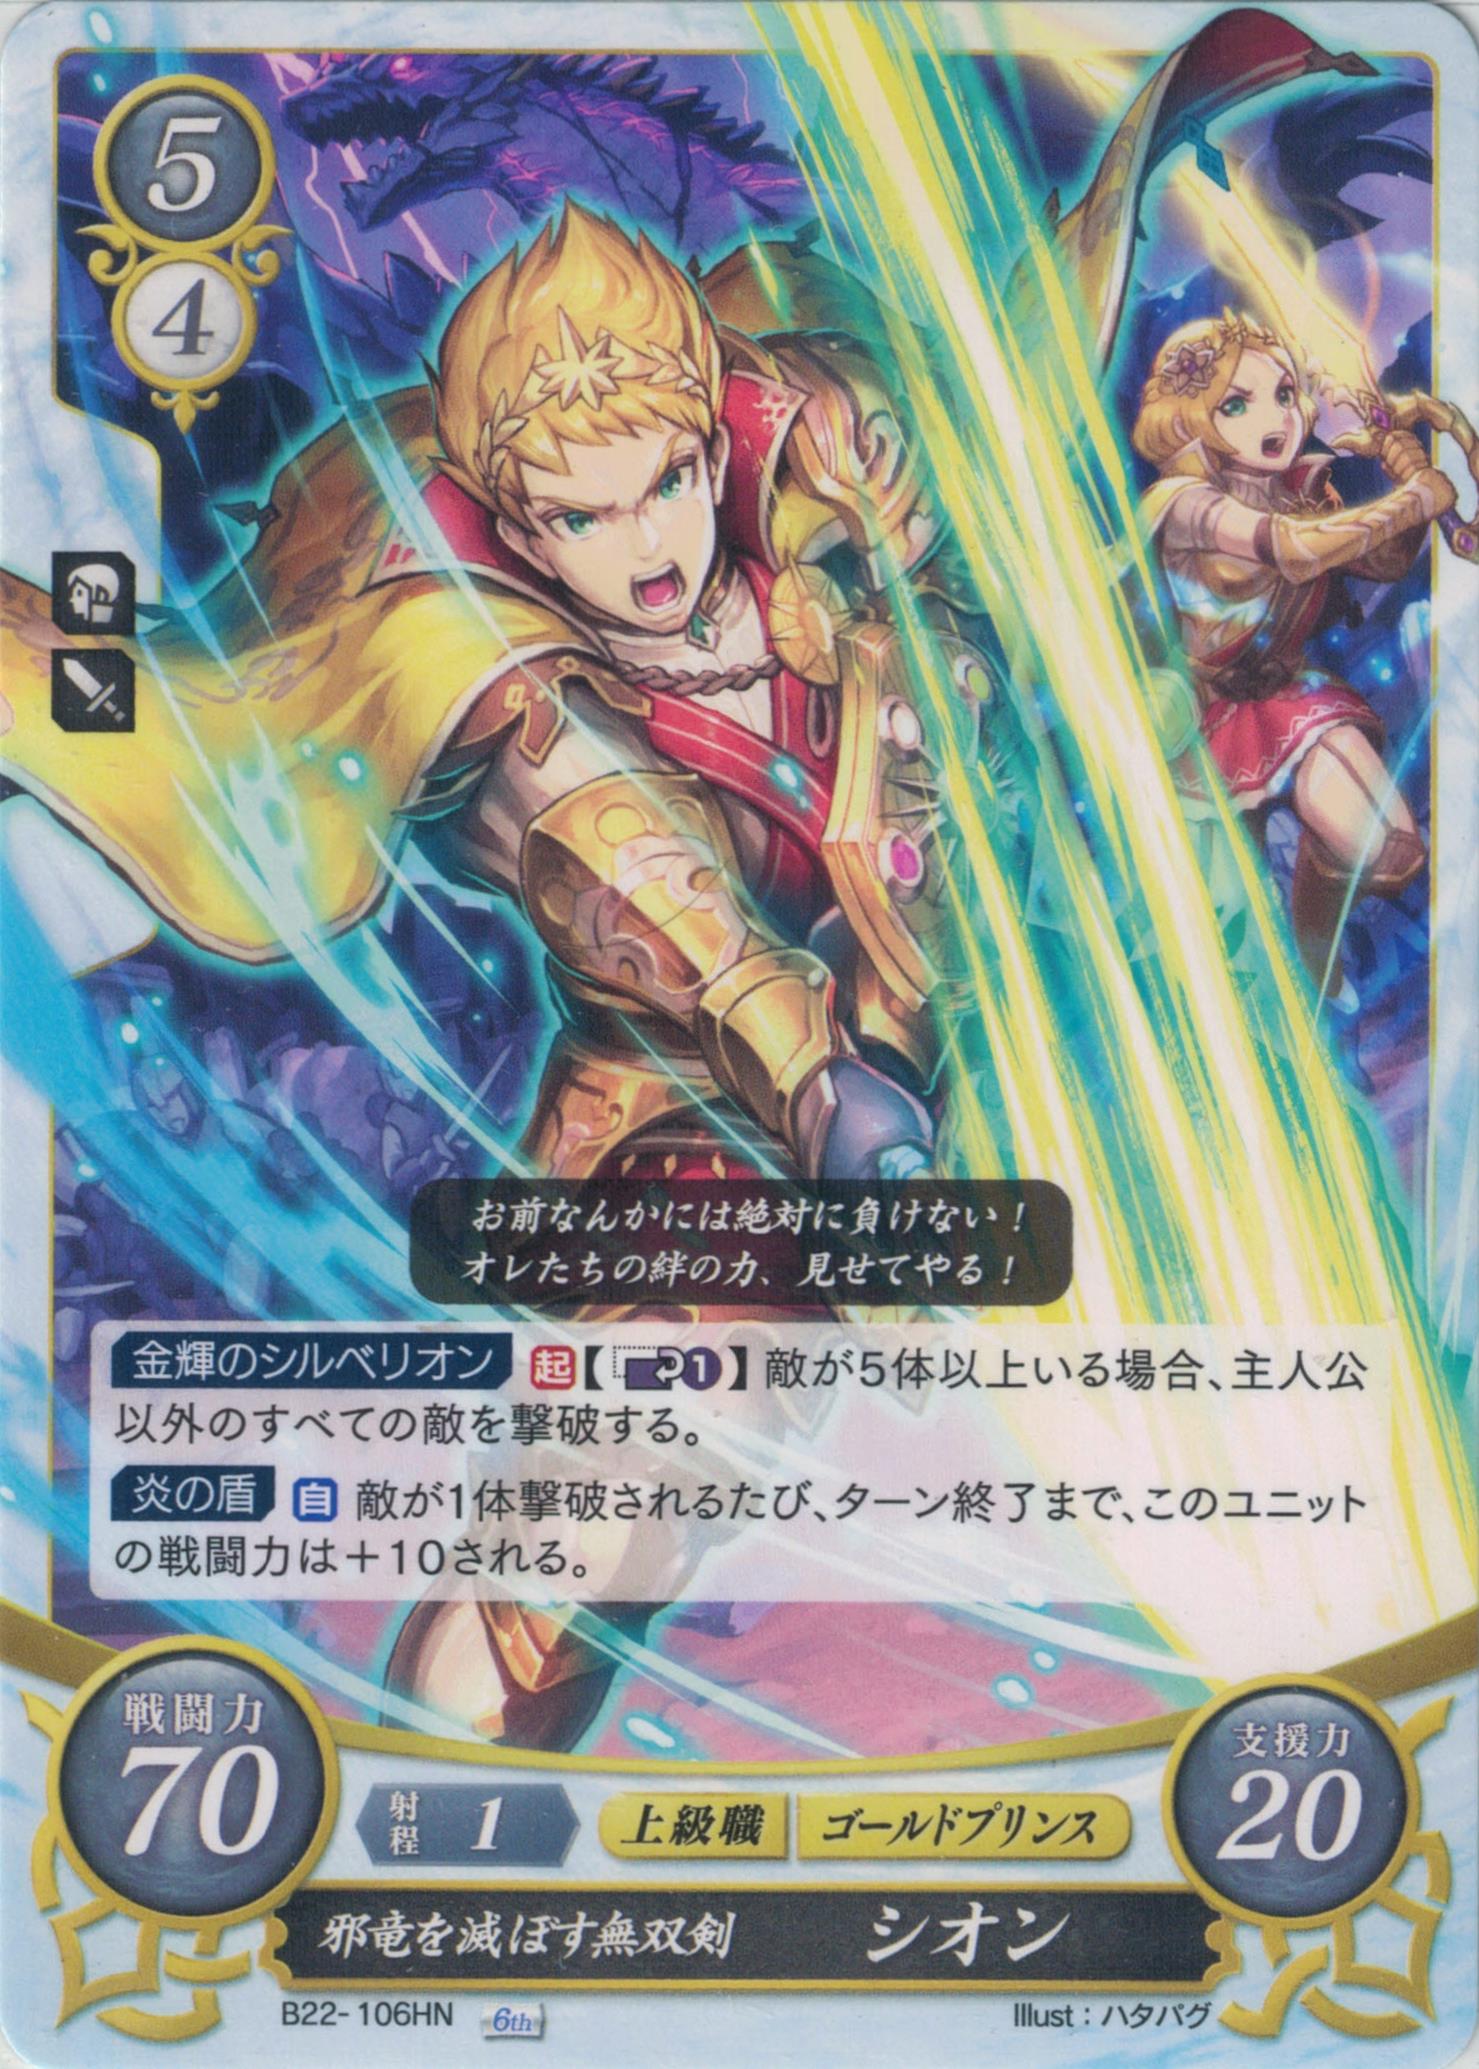 5
4
お前なんかには絶対に負けない！
オレたちの絆の力、見せてやる！
金輝のシルベリオン 起【1】敵が5体以上いる場合、主人公
以外のすべての敵を撃破する。
炎の盾 自 敵が1体撃破されるたび、ターン終了まで、このユニット
の戦闘力は＋10される。
戦闘力
70
射程 1
上級職 ゴールドプリンス
支援力
20
邪竜を滅ぼす無双剣 シオン
B22-106HN 6th Illust：ハタパグ